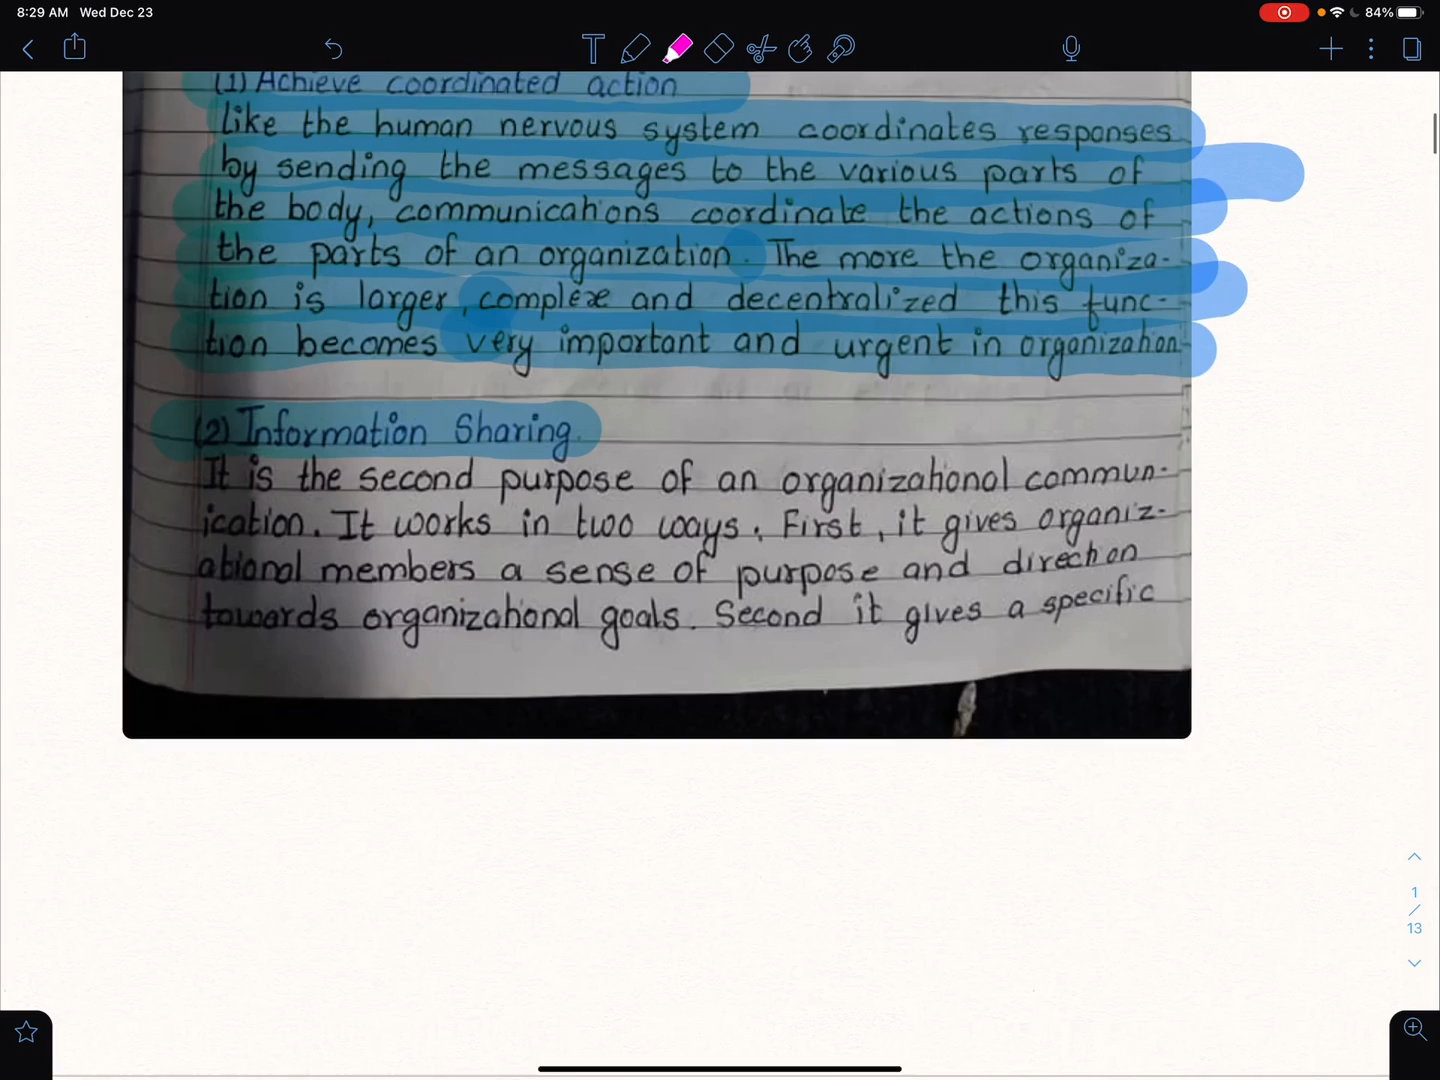 8:29 AM Wed Dec 23
84%
(1) Achieve coordinated action
like the human nervous system coordinates responses
by sending the messages to the various parts of
the body, communications coordinate the actions of
the parts of an organization. The more the organiza-
tion is larger, complexe and decentralized this func-
tion becomes very important and urgent in organization-
(2) Information Sharing.
It is the second purpose of an organizational commun-
ication. It works in two ways. First, it gives organiz-
ational members a sense of purpose and direction
towards organizational goals. Second it gives a specific
1
/
13